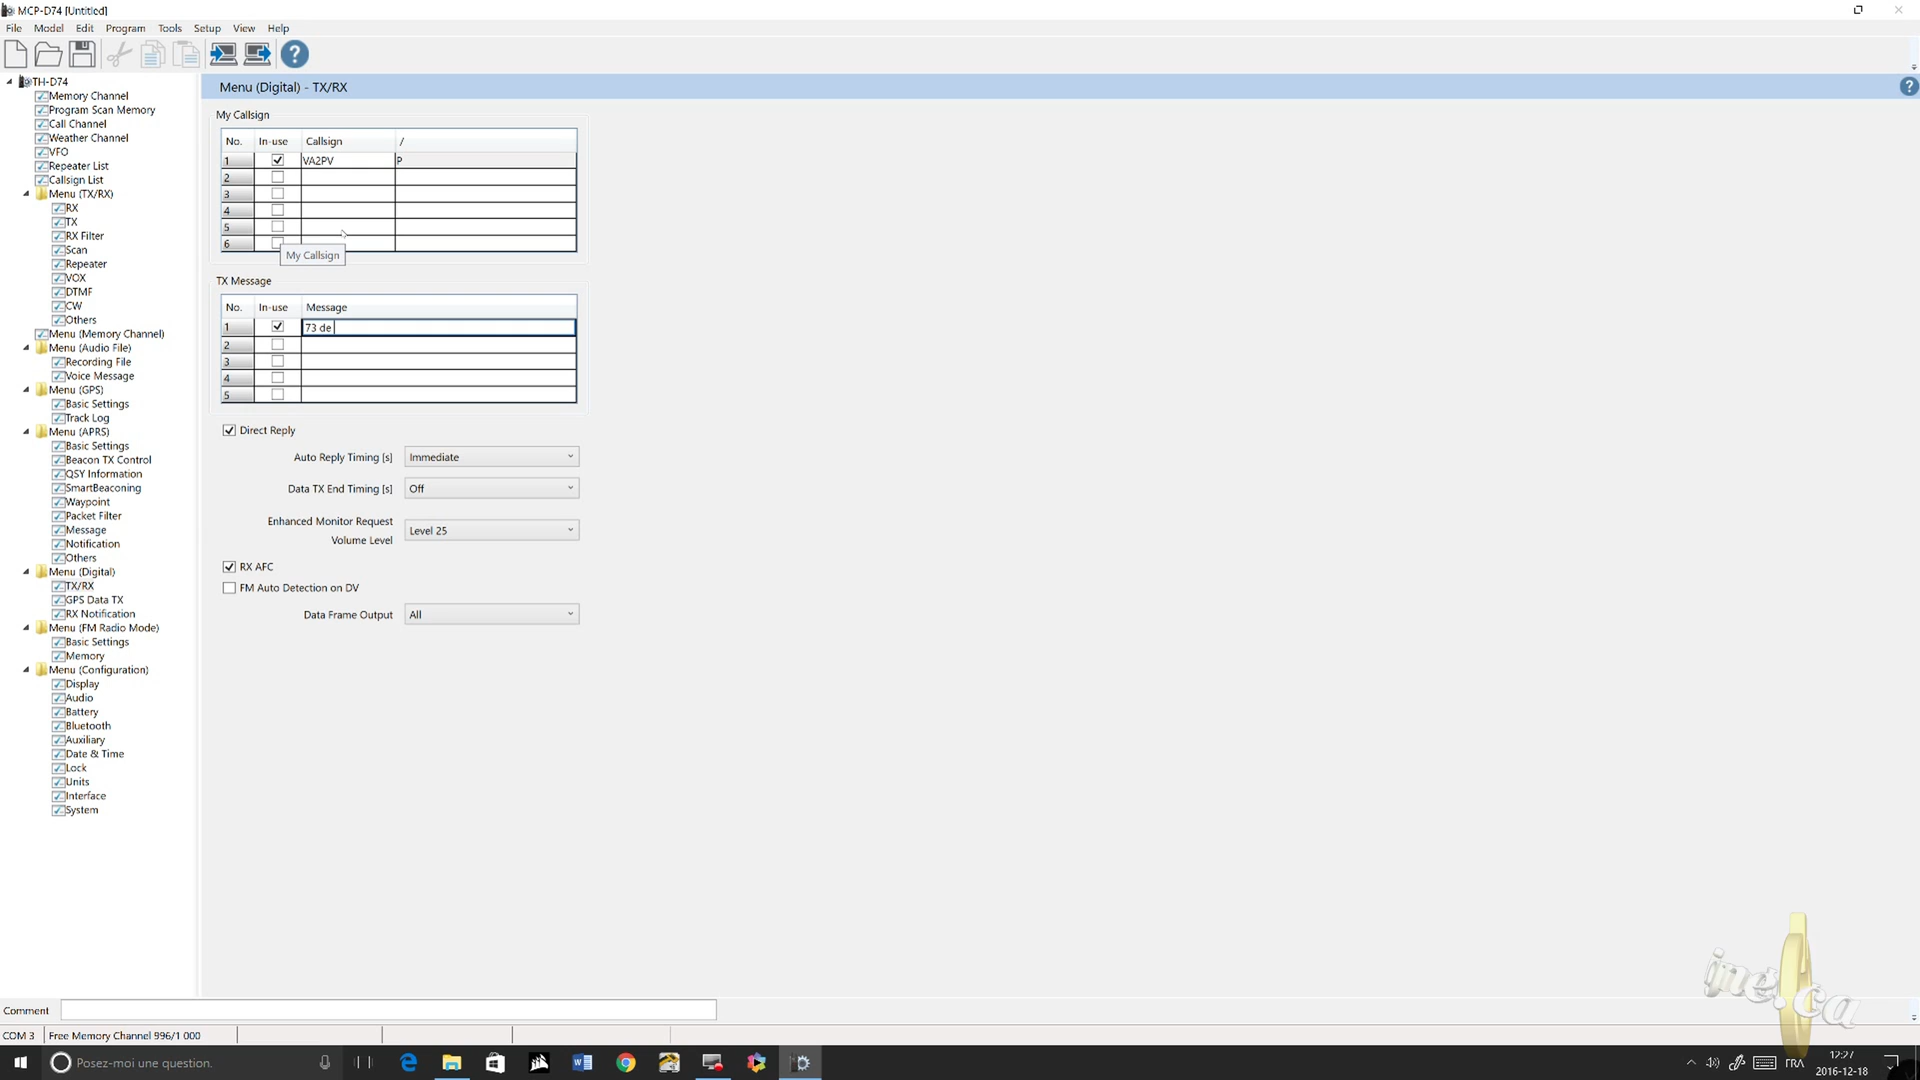 MCP-D74 [Untitled]
File Model Edit Program Tools Setup View Help
TH-D74
Memory Channel
Program Scan Memory
Call Channel
Weather Channel
VFO
Repeater List
Callsign List
Menu (TX/RX)
RX
TX
RX Filter
Scan
Repeater
VOX
DTMF
CW
Others
Menu (Memory Channel)
Menu (Audio File)
Recording File
Voice Message
Menu (GPS)
Basic Settings
Track Log
Menu (APRS)
Basic Settings
Beacon TX Control
QSY Information
SmartBeaconing
Waypoint
Packet Filter
Message
Notification
Others
Menu (Digital)
TX/RX
GPS Data TX
RX Notification
Menu (FM Radio Mode)
Basic Settings
Memory
Menu (Configuration)
Display
Audio
Battery
Bluetooth
Auxiliary
Date & Time
Lock
Units
Interface
System
Menu (Digital) - TX/RX
My Callsign
No. In-use Callsign /
1 VA2PV P
2
3
4
5
6
My Callsign
TX Message
No. In-use Message
1 73 de
2
3
4
5
Direct Reply
Auto Reply Timing [s] Immediate
Data TX End Timing [s] Off
Enhanced Monitor Request
Volume Level Level 25
RX AFC
FM Auto Detection on DV
Data Frame Output All
jpe.ca
Comment
COM 3 Free Memory Channel 996/1 000
Posez-moi une question.
FRA
12:27
2016-12-18